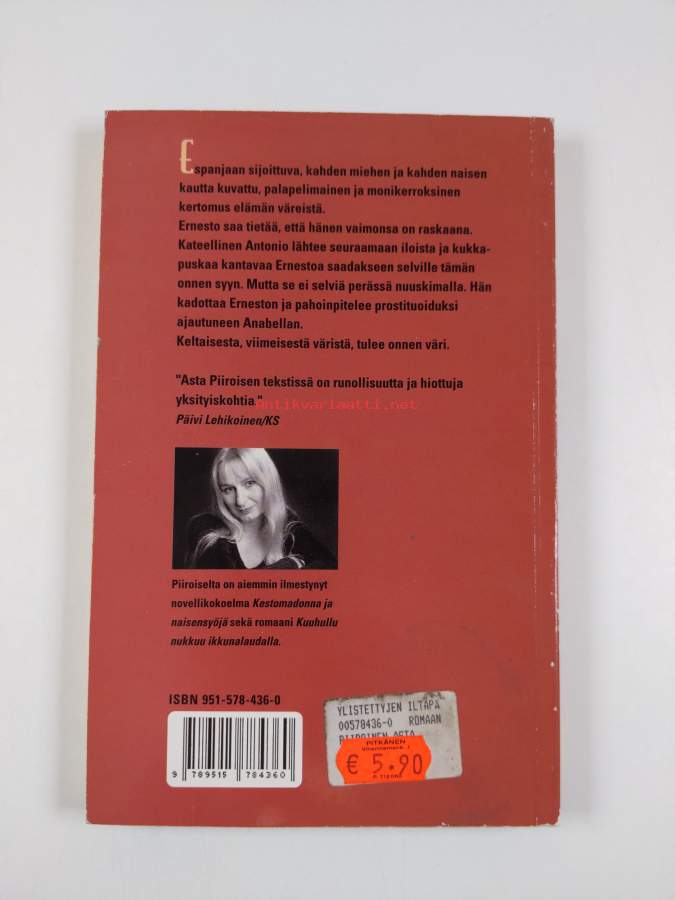 Espanjaan sijoittuva, kahden miehen ja kahden naisen
kautta kuvattu, palapelimainen ja monikerroksinen
kertomus elämän väreistä.
Ernesto saa tietää, että hänen vaimonsa on raskaana.
Kateellinen Antonio lähtee seuraamaan iloista ja kukka-
puskaa kantavaa Ernestoa saadakseen selville tämän
onnen syyn. Mutta se ei selviä perässä nuuskimalla. Hän
kadottaa Erneston ja pahoinpitelee prostituoiduksi
ajautuneen Anabellan.
Keltaisesta, viimeisestä väristä, tulee onnen väri.
"Asta Piiroisen tekstissä on runollisuutta ja hiottuja
yksityiskohtia."
Antikvariaatti.net
Päivi Lehikoinen/KS
Piiroiselta on aiemmin ilmestynyt
novellikokoelma Kestomadonna ja
naisensyöjä sekä romaani Kuuhullu
nukkuu ikkunalaudalla.
ISBN 951-578-436-0
9 789515 784360
YLISTETTYJEN ILTAPÄ
00578436-0 ROMAAN
PIIROINEN ASTA
PITKÄNEN
€ 5.90